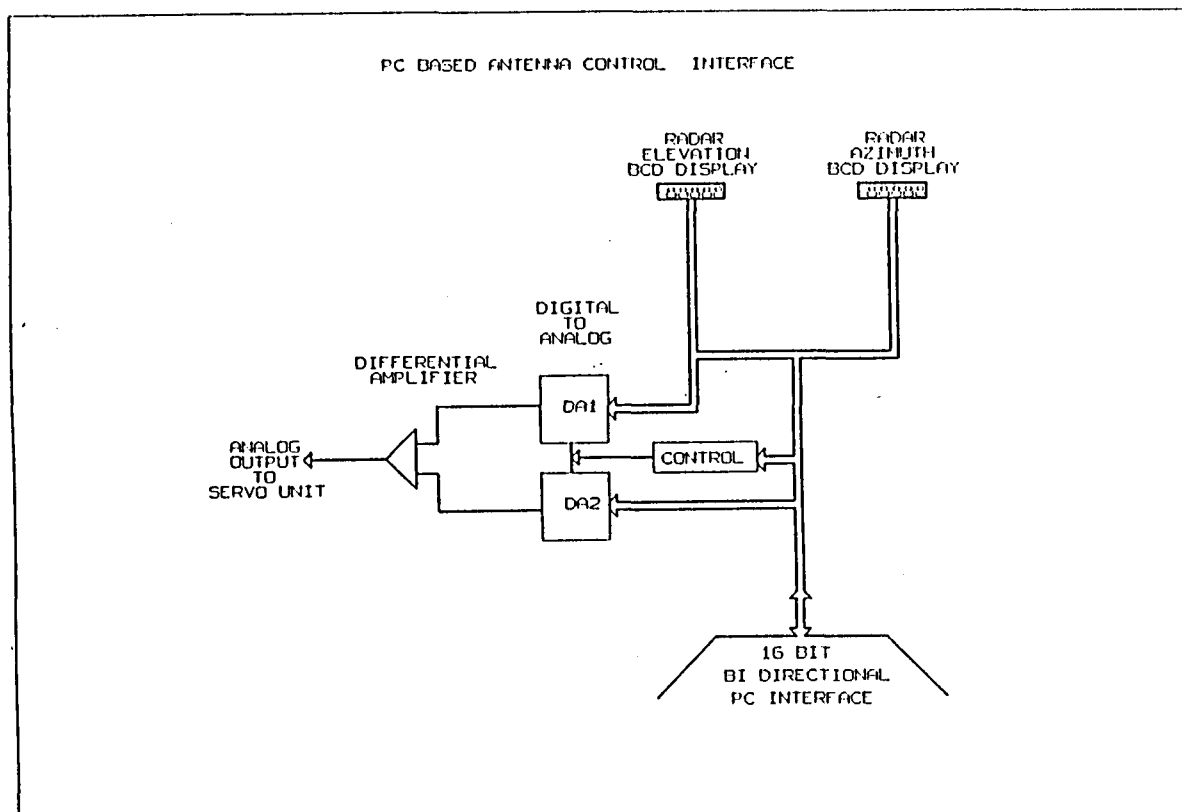 PC BASED ANTENNA CONTROL INTERFACE
RADAR
ELEVATION
BCD DISPLAY
RADAR
AZIMUTH
BCD DISPLAY
DIGITAL
TO
ANALOG
DIFFERENTIAL
AMPLIFIER
DA1
ANALOG
OUTPUT
TO
SERVO UNIT
CONTROL
DA2
16 BIT
BI DIRECTIONAL
PC INTERFACE